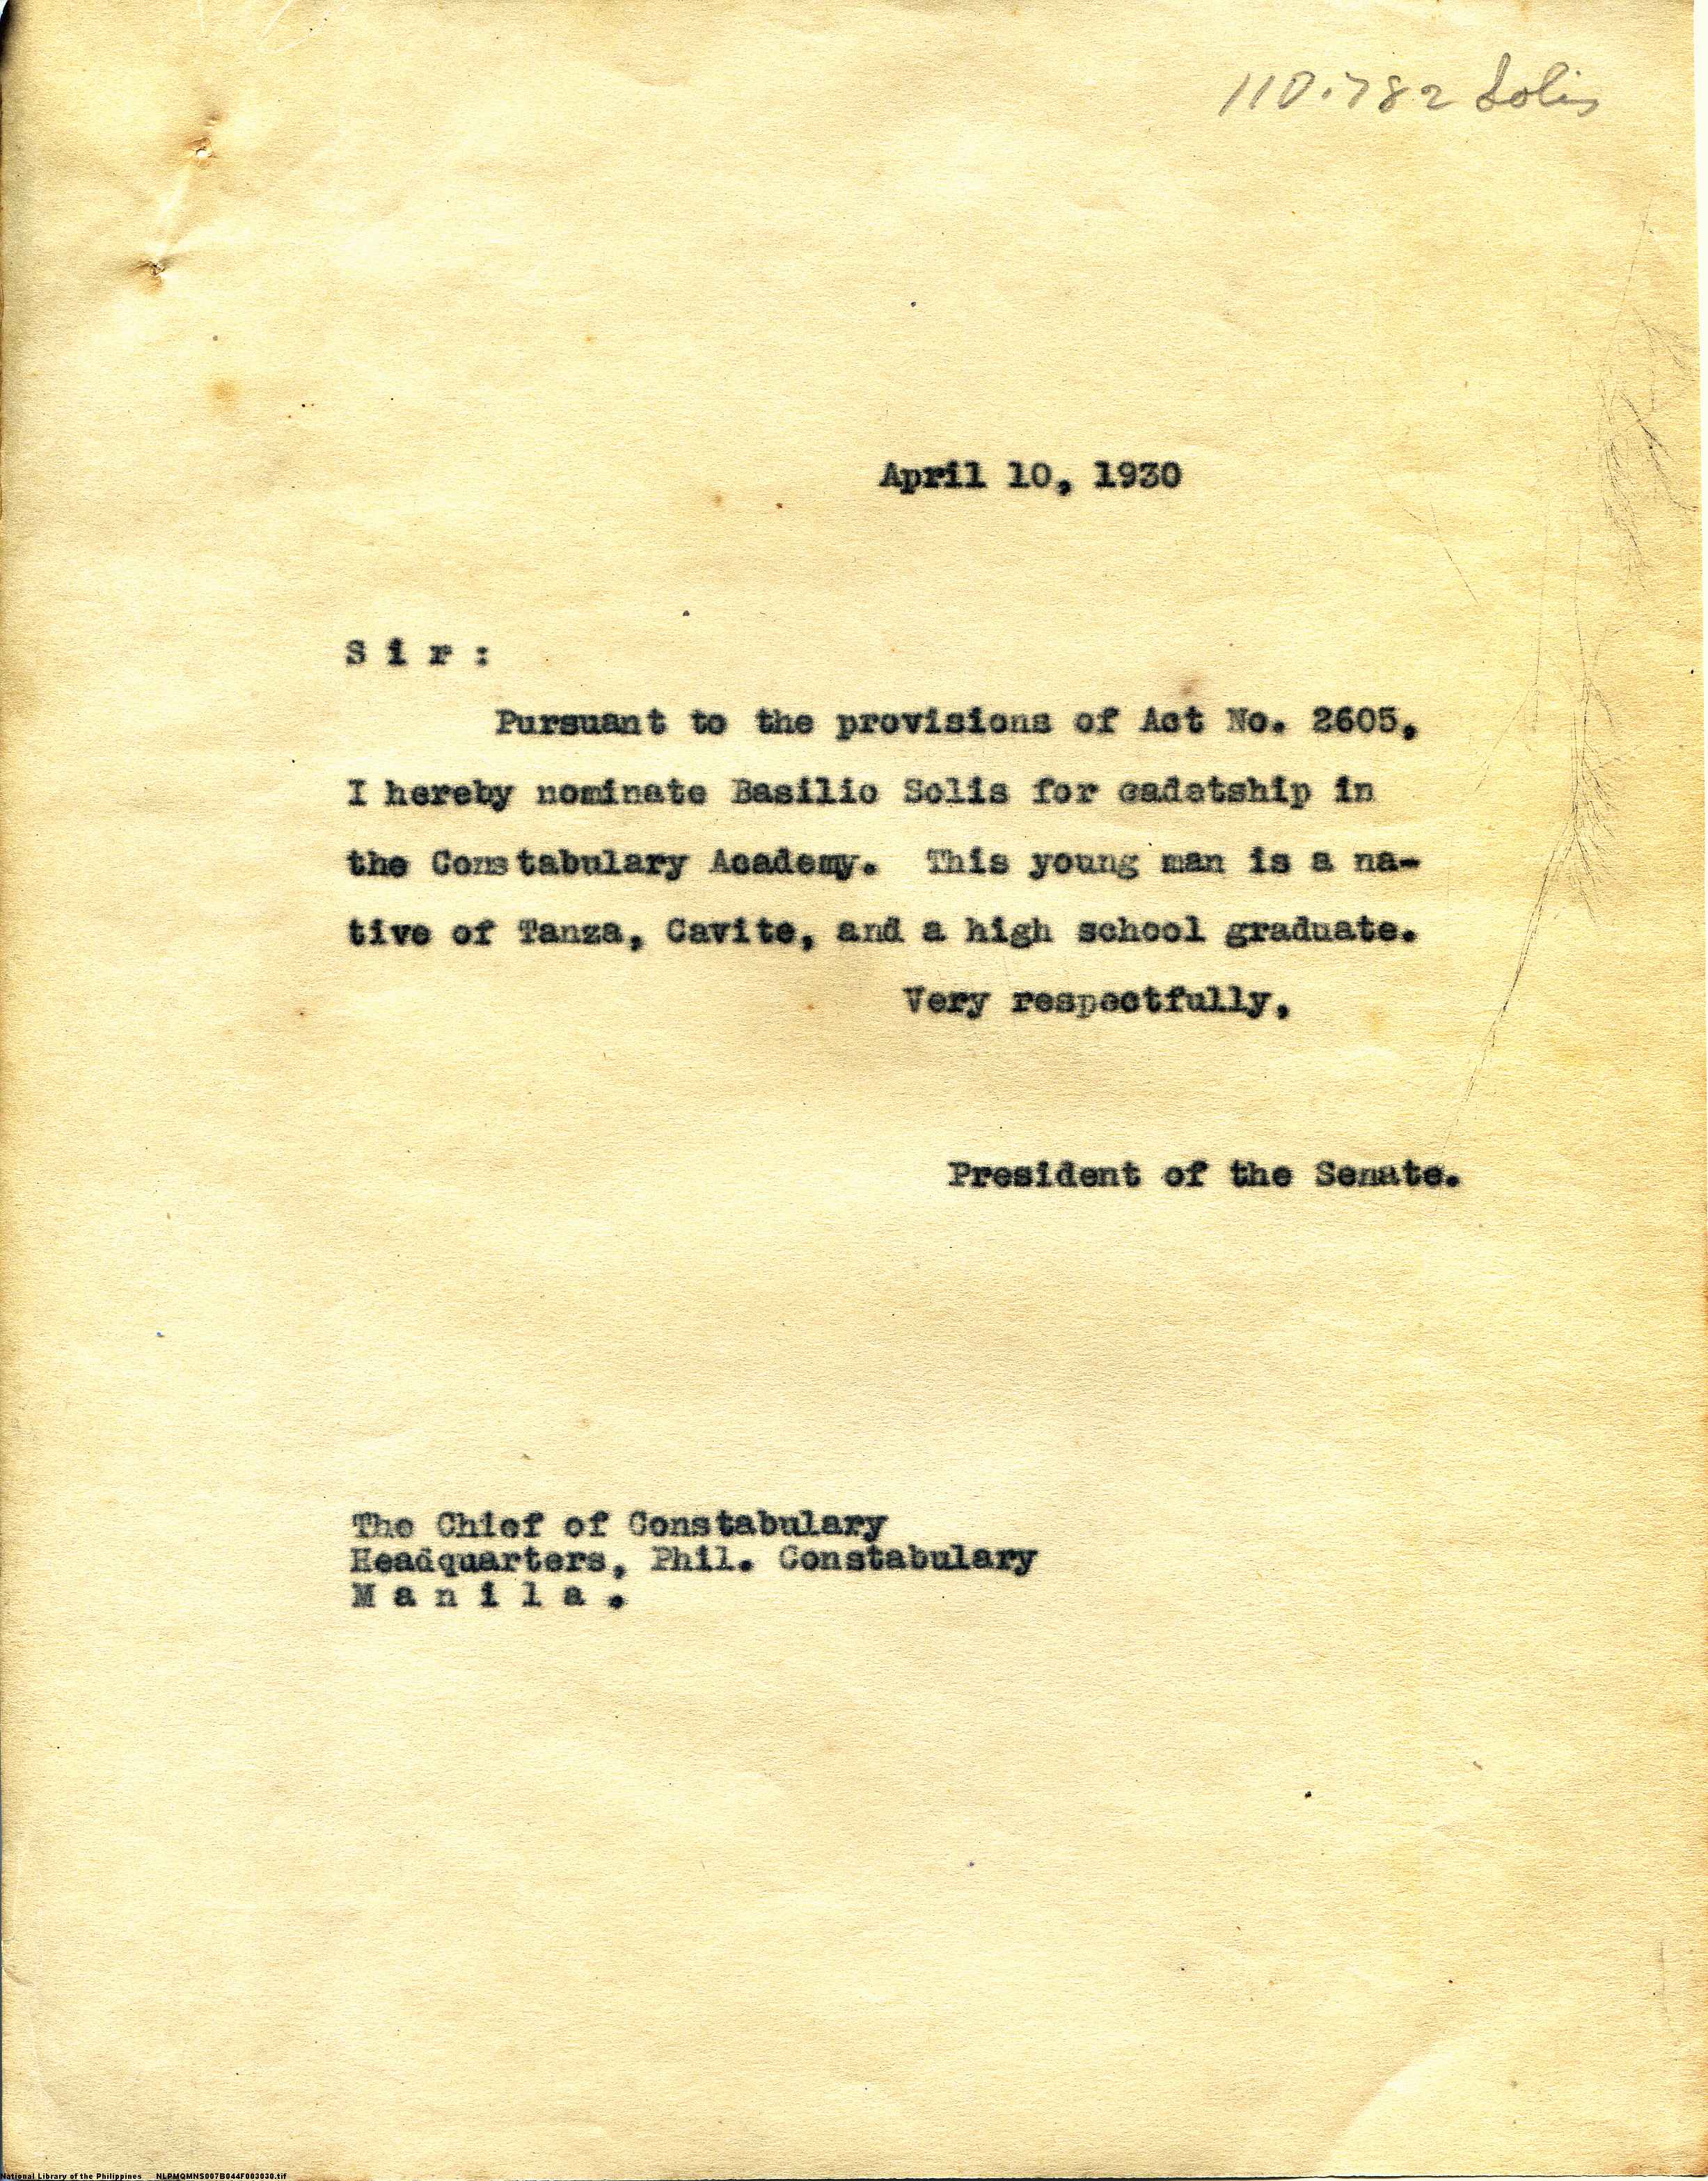 110.782 Solis
April 10, 1930
S i r :
Pursuant to the provisions of Act No. 2605,
I hereby nominate Basilio Solis for cadetship in
the Constabulary Academy. This young man is a na-
tive of Tanza, Cavite, and a high school graduate.
Very respectfully,
President of the Senate.
The Chief of Constabulary
Headquarters, Phil. Constabulary
M a n i l a .
National Library of the Philippines NLPMQMNS007B044F003030.tif